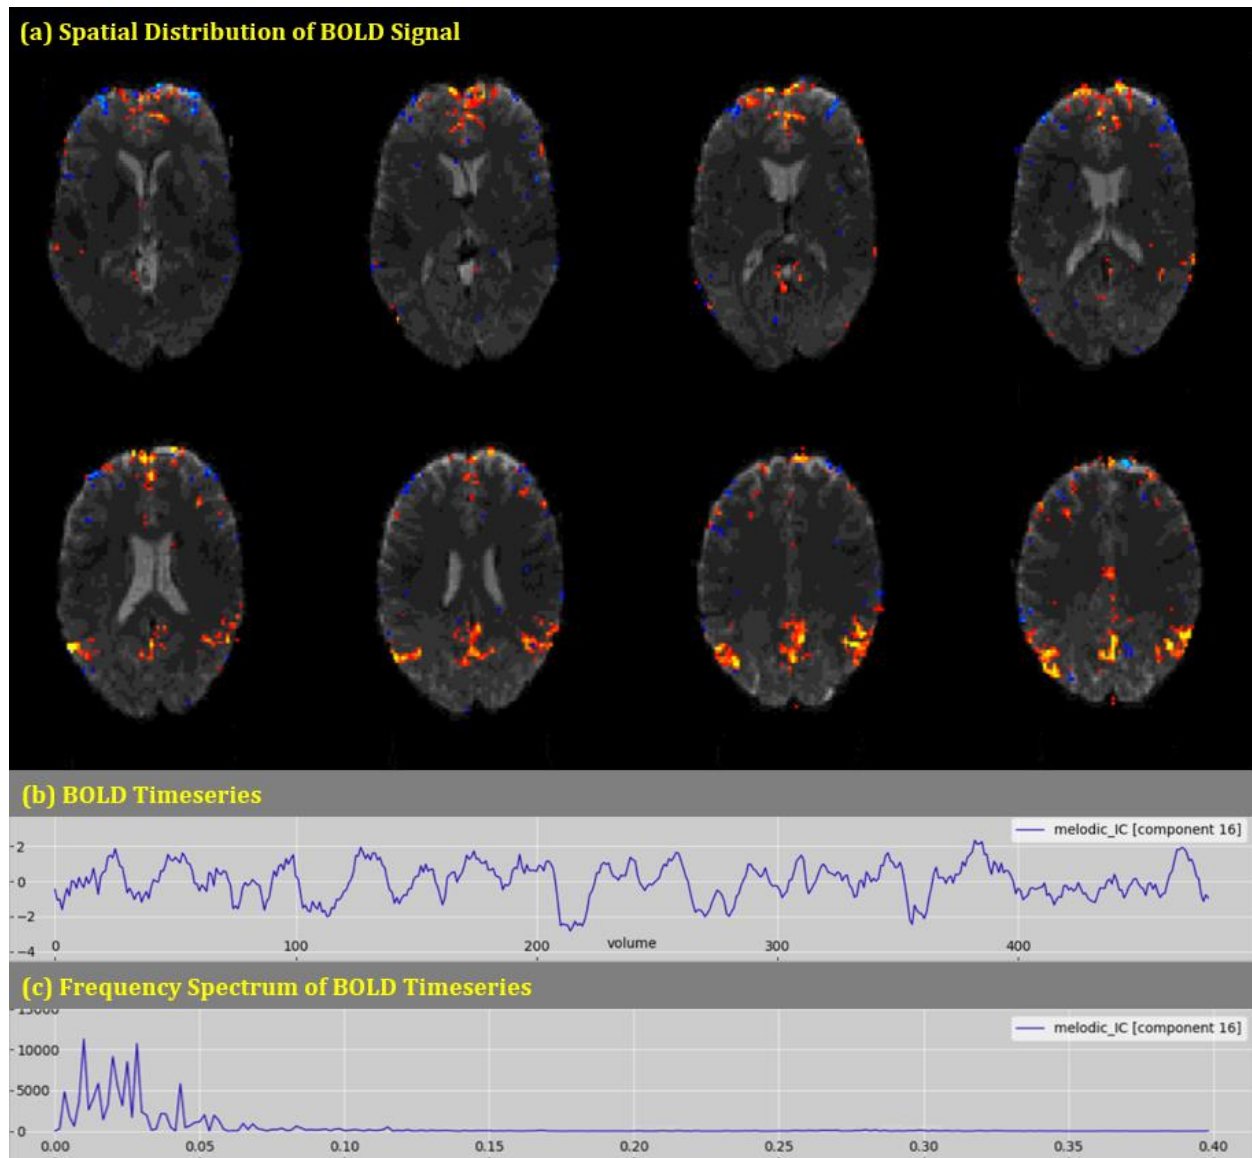 (a) Spatial Distribution of BOLD Signal
(b) BOLD Timeseries
melodic_IC [component 16]
2
0
-2
-4
0 100 200 volume 300 400
(c) Frequency Spectrum of BOLD Timeseries
15000
melodic_IC [component 16]
10000
5000
0
0.00 0.05 0.10 0.15 0.20 0.25 0.30 0.35 0.40